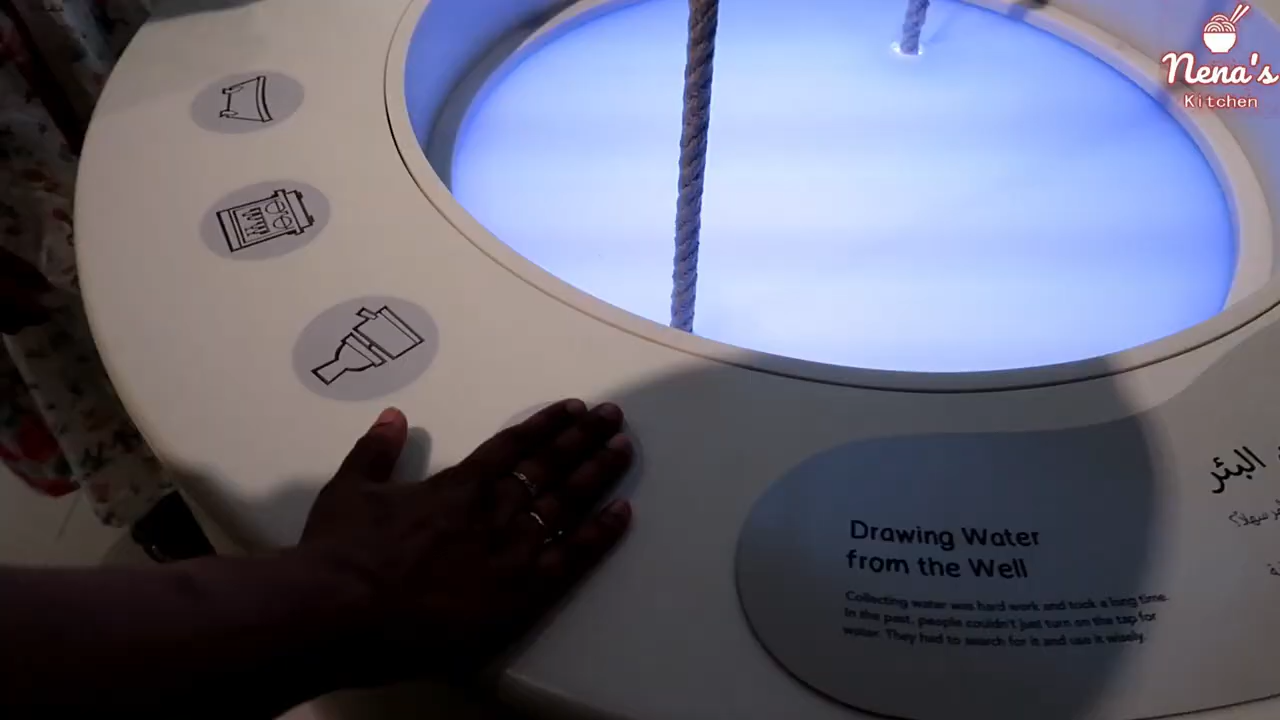 Nena's
Kitchen
Drawing Water
from the Well
Collecting water was hard work and took a long time.
In the past, people couldn't just turn on the tap for
water. They had to search for it and use it wisely.
البئر